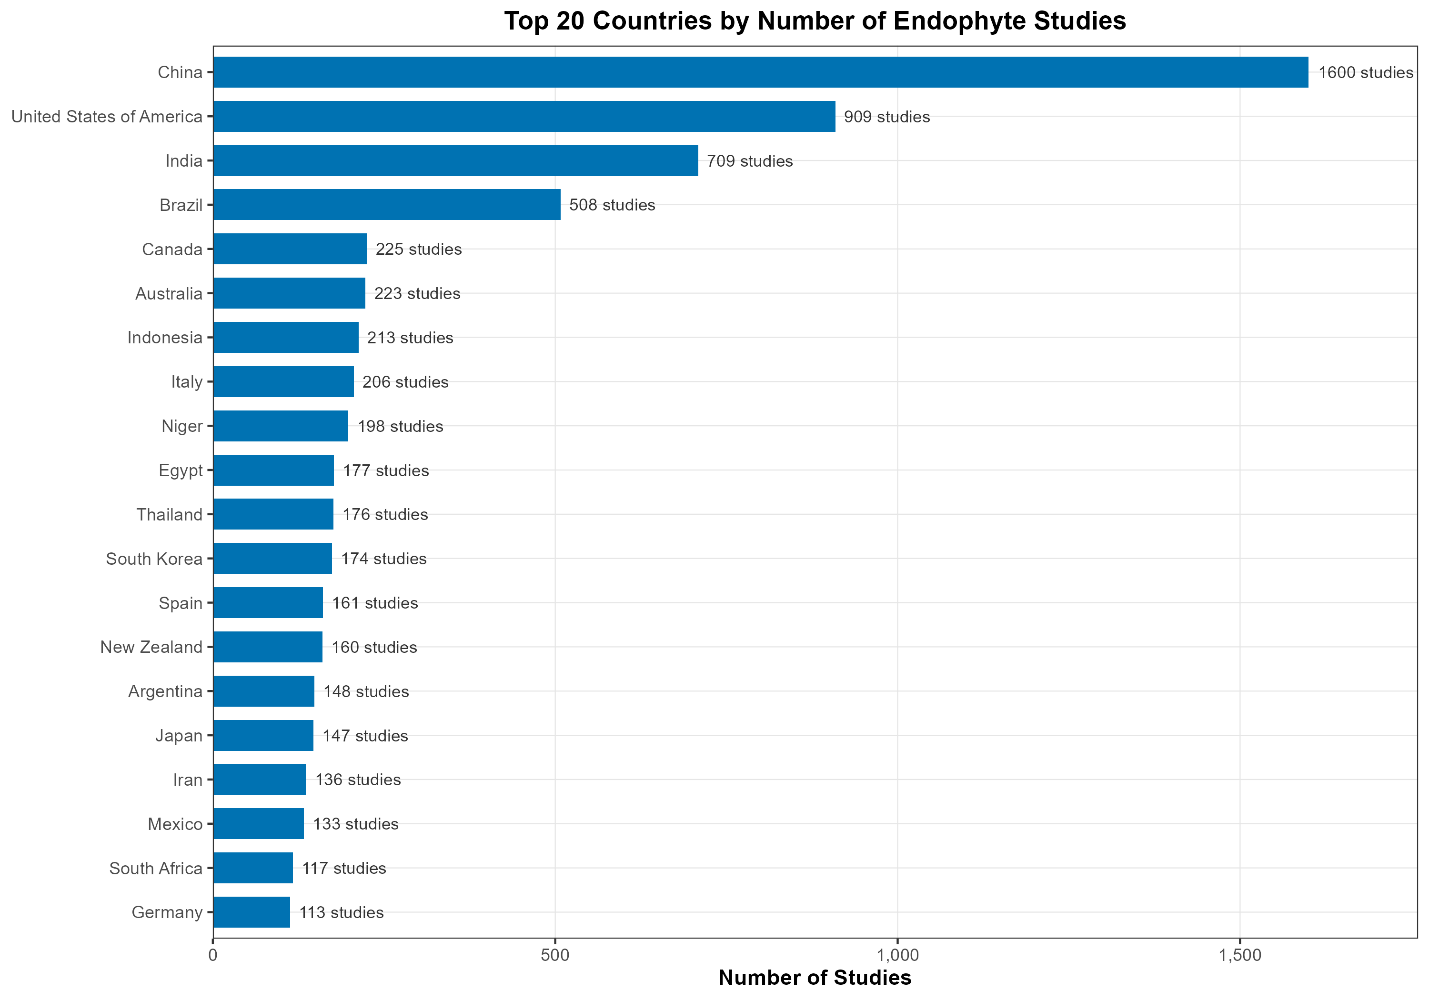 Top 20 Countries by Number of Endophyte Studies
China 1600 studies
United States of America 909 studies
India 709 studies
Brazil 508 studies
Canada 225 studies
Australia 223 studies
Indonesia 213 studies
Italy 206 studies
Niger 198 studies
Egypt 177 studies
Thailand 176 studies
South Korea 174 studies
Spain 161 studies
New Zealand 160 studies
Argentina 148 studies
Japan 147 studies
Iran 136 studies
Mexico 133 studies
South Africa 117 studies
Germany 113 studies
0 500 1,000 1,500
Number of Studies